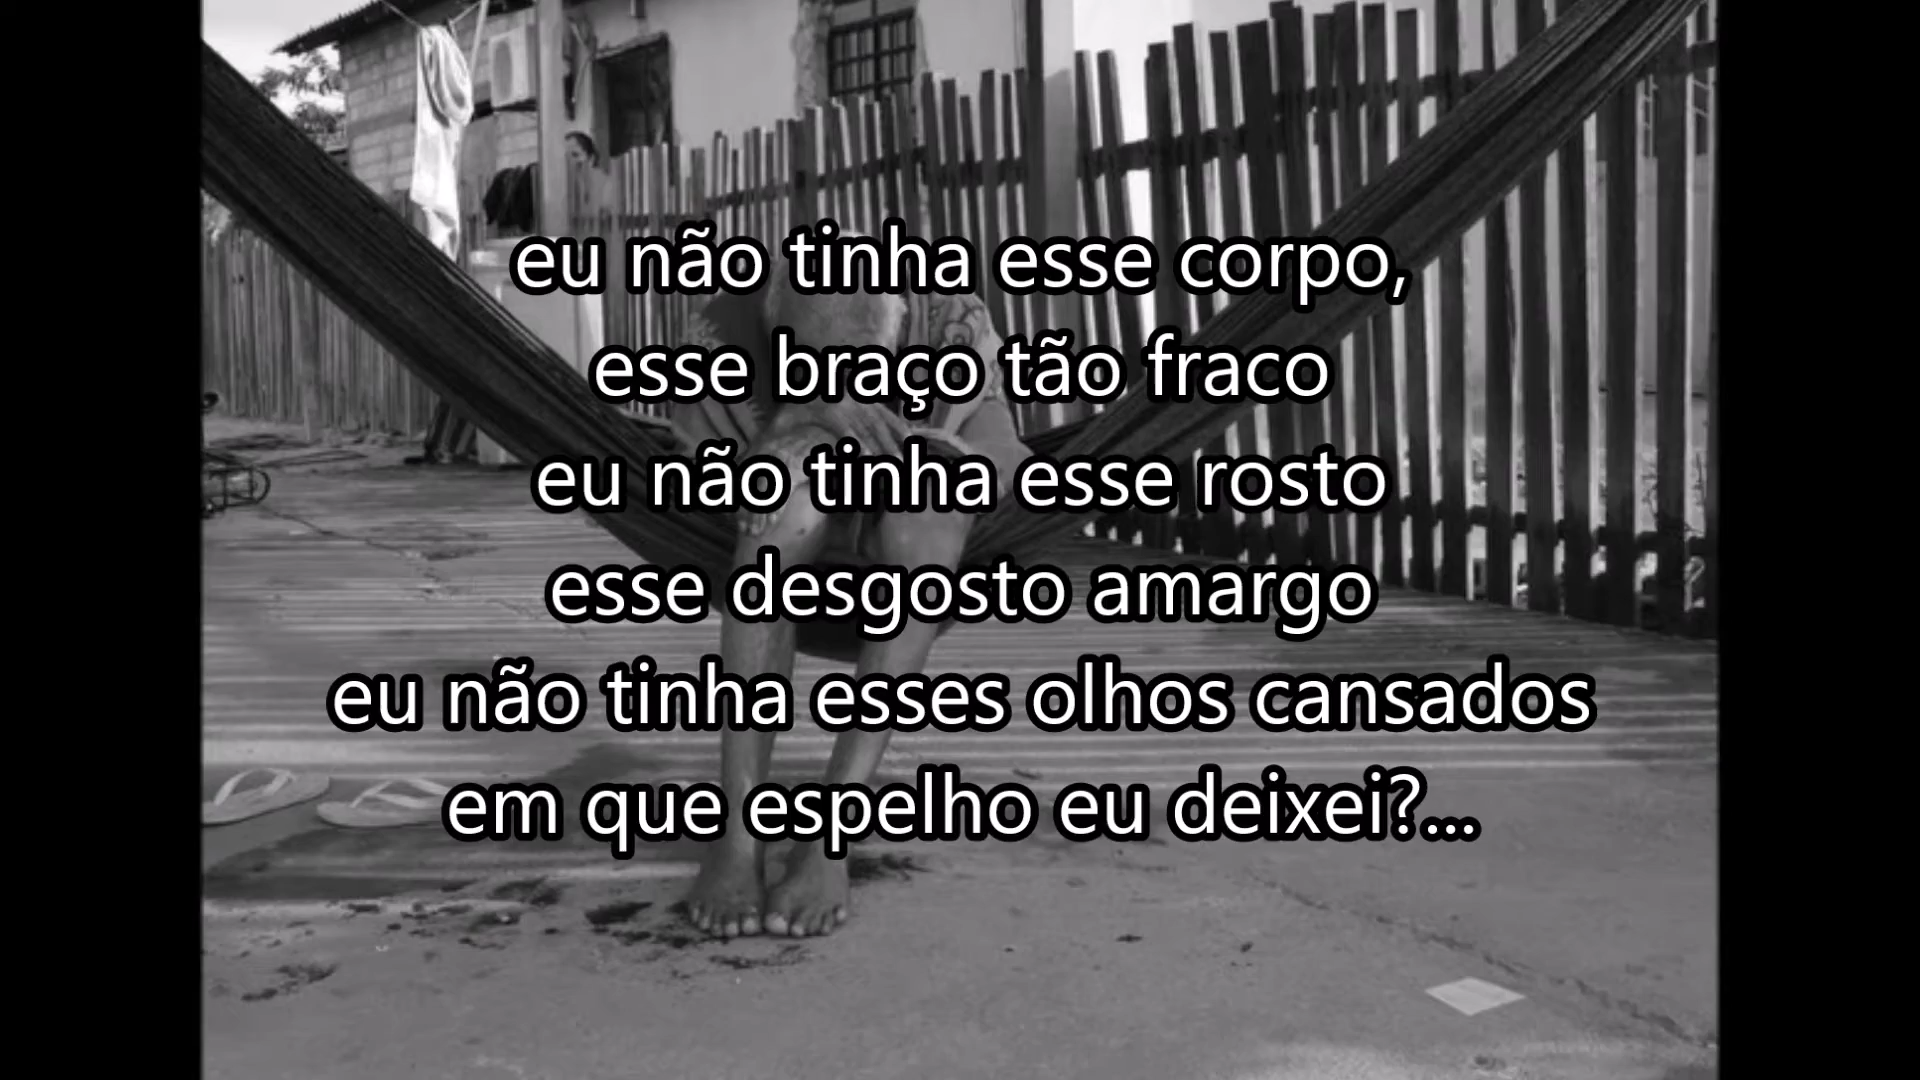 eu não tinha esse corpo,
esse braço tão fraco
eu não tinha esse rosto
esse desgosto amargo
eu não tinha esses olhos cansados
em que espelho eu deixei?...